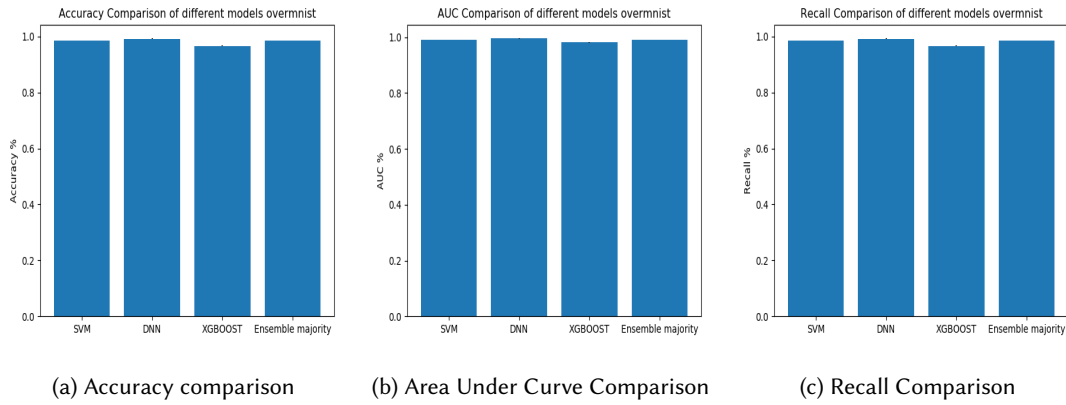 Accuracy Comparison of different models overmnist
Accuracy %
1.0
0.8
0.6
0.4
0.2
0.0
SVM DNN XGBOOST Ensemble majority
(a) Accuracy comparison
AUC Comparison of different models overmnist
AUC %
1.0
0.8
0.6
0.4
0.2
0.0
SVM DNN XGBOOST Ensemble majority
(b) Area Under Curve Comparison
Recall Comparison of different models overmnist
Recall %
1.0
0.8
0.6
0.4
0.2
0.0
SVM DNN XGBOOST Ensemble majority
(c) Recall Comparison